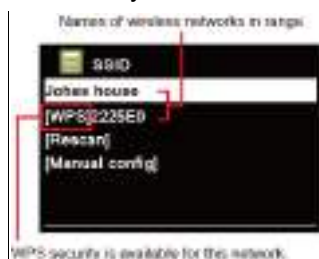 Names of wireless networks in range
SSID
Johes house
[WPS]2225E0
[Rescan]
[Manual config]
WPS security is available for this network.